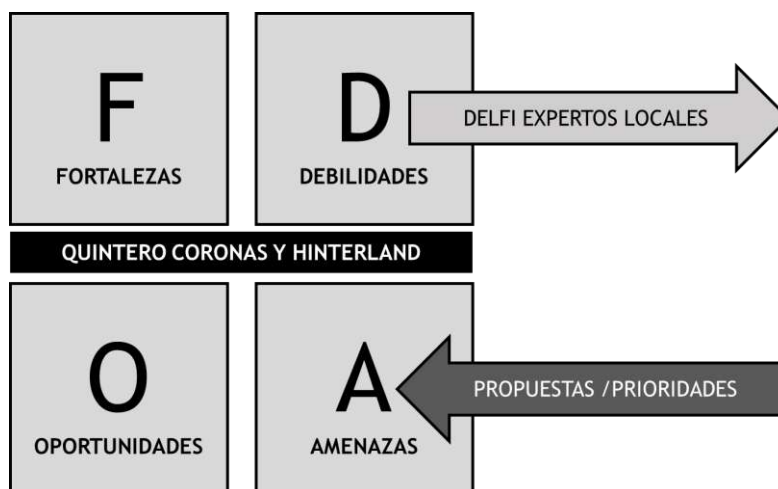 F
FORTALEZAS
D
DEBILIDADES
DELFI EXPERTOS LOCALES
QUINTERO CORONAS Y HINTERLAND
O
OPORTUNIDADES
A
AMENAZAS
PROPUESTAS /PRIORIDADES